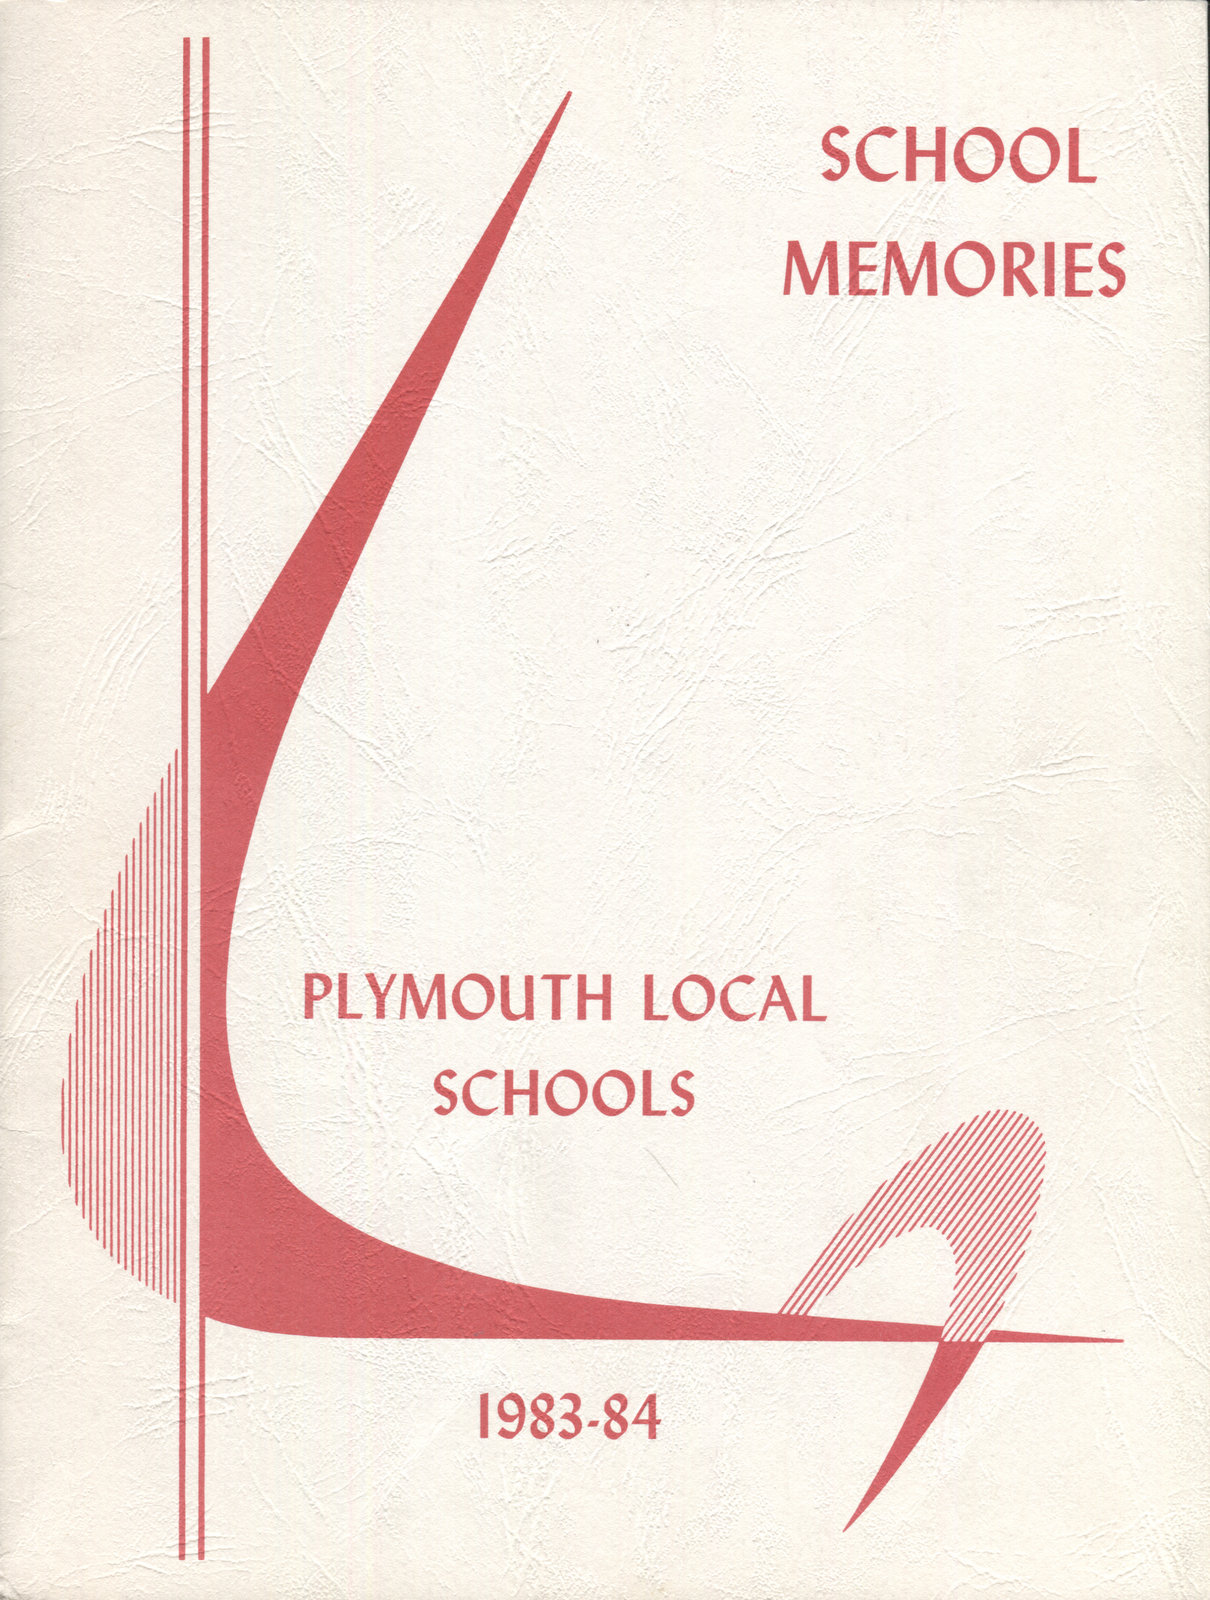 SCHOOL
MEMORIES
PLYMOUTH LOCAL
SCHOOLS
1983-84